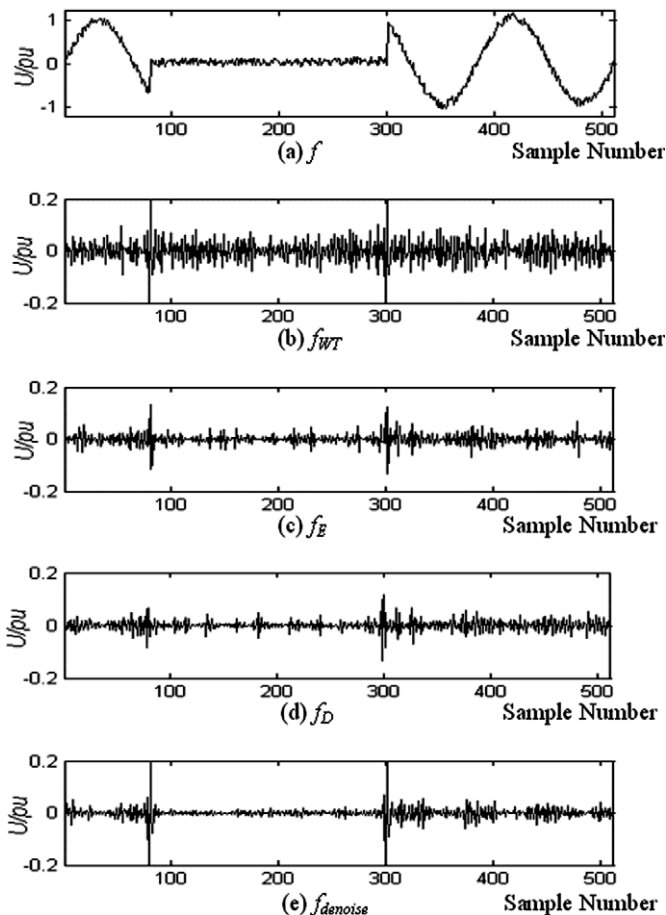 1
0
-1
U/pu
100 200 300 400 500
(a) f Sample Number
0.2
0
-0.2
U/pu
100 200 300 400 500
(b) fWT Sample Number
0.2
0
-0.2
U/pu
100 200 300 400 500
(c) fE Sample Number
0.2
0
-0.2
U/pu
100 200 300 400 500
(d) fD Sample Number
0.2
0
-0.2
U/pu
100 200 300 400 500
(e) fdenoise Sample Number